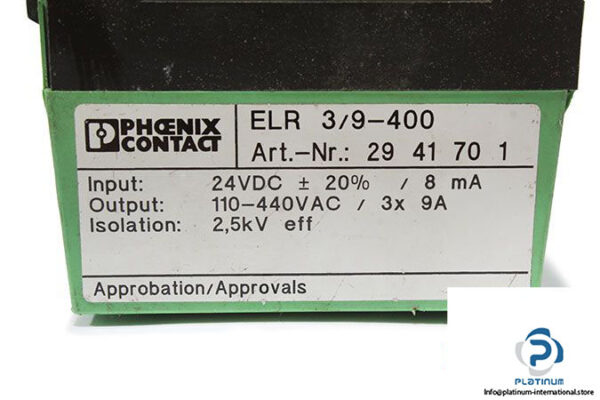 PHŒNIX
CONTACT
ELR 3/9-400
Art.-Nr.: 29 41 70 1
Input: 24VDC ± 20% / 8 mA
Output: 110-440VAC / 3x 9A
Isolation: 2,5kV eff
Approbation/Approvals
PLATINUM
Info@platinum-international.store